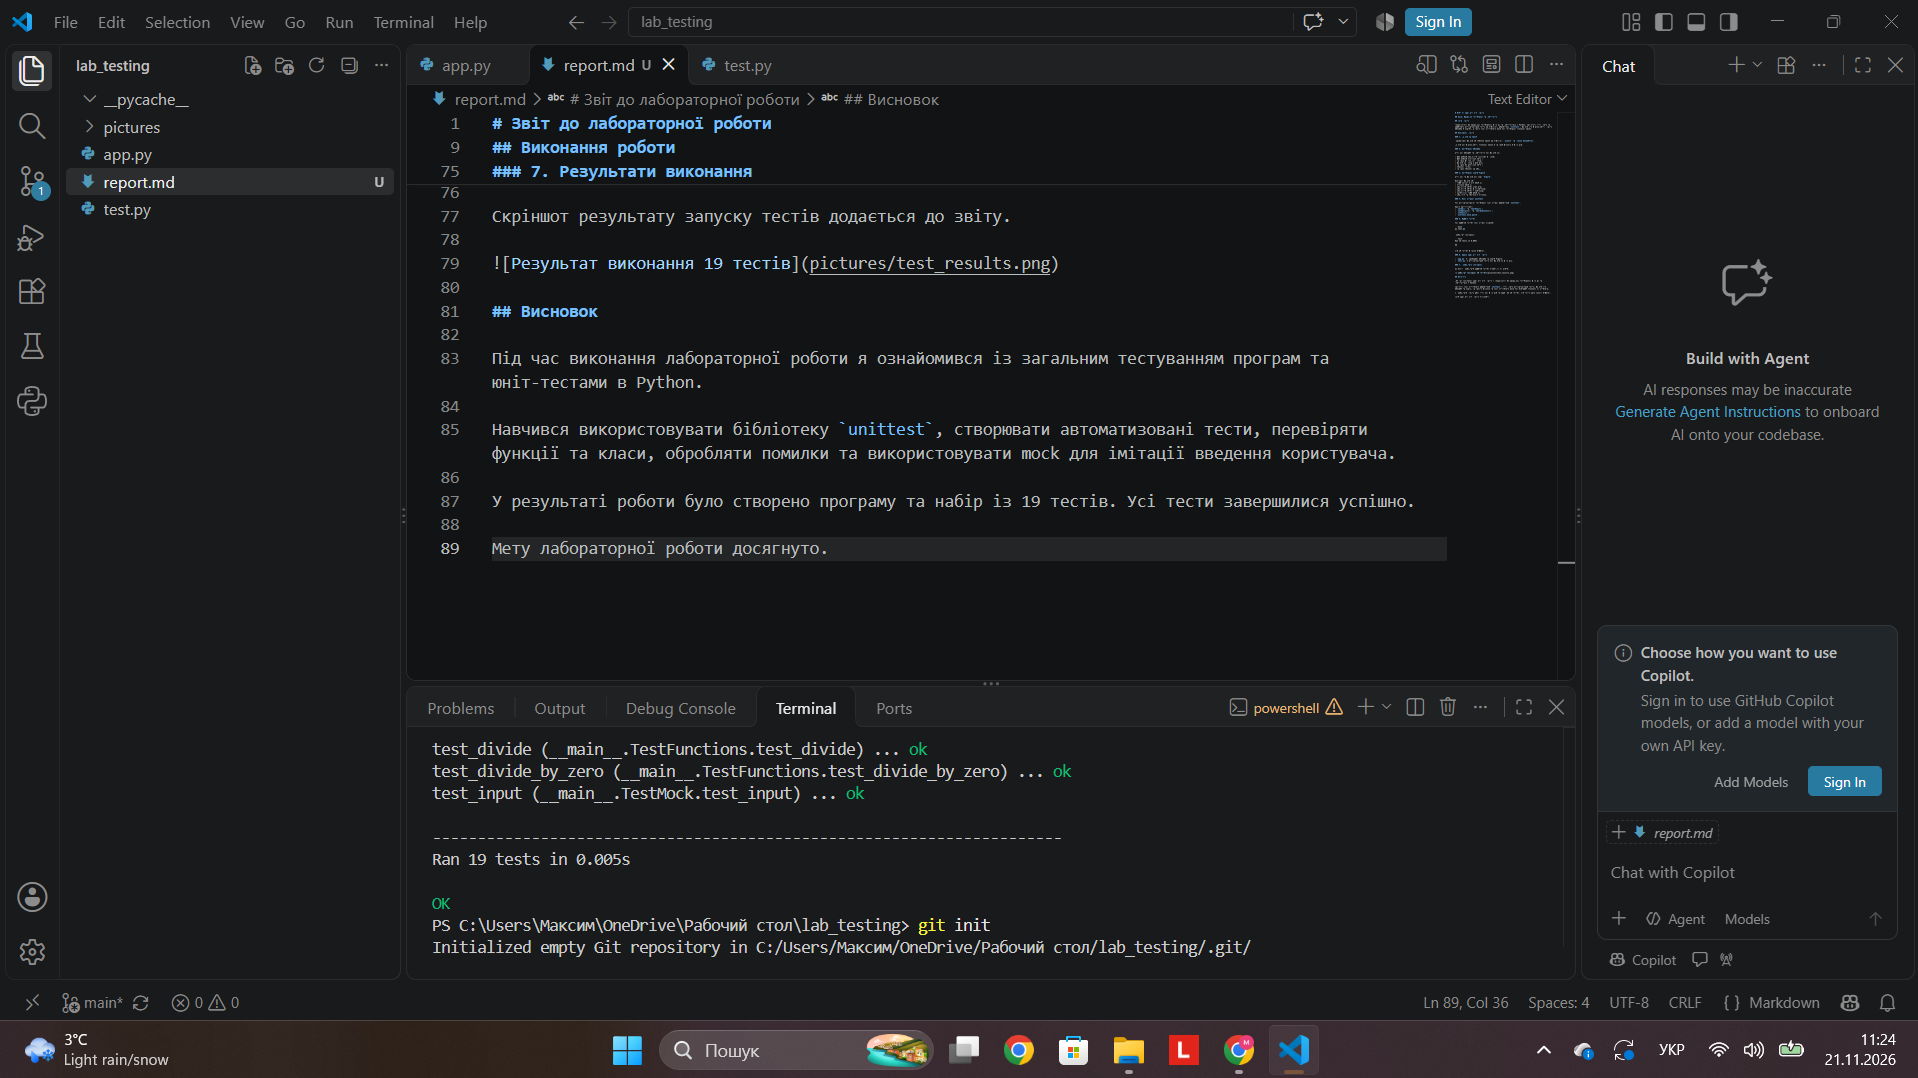 File Edit Selection View Go Run Terminal Help
lab_testing
Sign In
lab_testing
__pycache__
pictures
app.py
report.md U
test.py
1
app.py
report.md U
test.py
report.md > abc # Звіт до лабораторної роботи > abc ## Висновок
Text Editor
1 # Звіт до лабораторної роботи
9 ## Виконання роботи
75 ### 7. Результати виконання
76
77 Скріншот результату запуску тестів додається до звіту.
78
79 ![Результат виконання 19 тестів](pictures/test_results.png)
80
81 ## Висновок
82
83 Під час виконання лабораторної роботи я ознайомився із загальним тестуванням програм та
юніт-тестами в Python.
84
85 Навчився використовувати бібліотеку `unittest`, створювати автоматизовані тести, перевіряти
функції та класи, обробляти помилки та використовувати mock для імітації введення користувача.
86
87 У результаті роботи було створено програму та набір із 19 тестів. Усі тести завершилися успішно.
88
89 Мету лабораторної роботи досягнуто.
Problems Output Debug Console Terminal Ports
powershell
test_divide (__main__.TestFunctions.test_divide) ... ok
test_divide_by_zero (__main__.TestFunctions.test_divide_by_zero) ... ok
test_input (__main__.TestMock.test_input) ... ok
----------------------------------------------------------------------
Ran 19 tests in 0.005s
OK
PS C:\Users\Максим\OneDrive\Рабочий стол\lab_testing> git init
Initialized empty Git repository in C:/Users/Максим/OneDrive/Рабочий стол/lab_testing/.git/
Chat
Build with Agent
AI responses may be inaccurate
Generate Agent Instructions to onboard
AI onto your codebase.
Choose how you want to use
Copilot.
Sign in to use GitHub Copilot
models, or add a model with your
own API key.
Add Models Sign In
report.md
Chat with Copilot
Agent Models
Copilot
main* 0 0
Ln 89, Col 36 Spaces: 4 UTF-8 CRLF { } Markdown
3°C
Light rain/snow
Пошук
L
M
УКР
11:24
21.11.2026